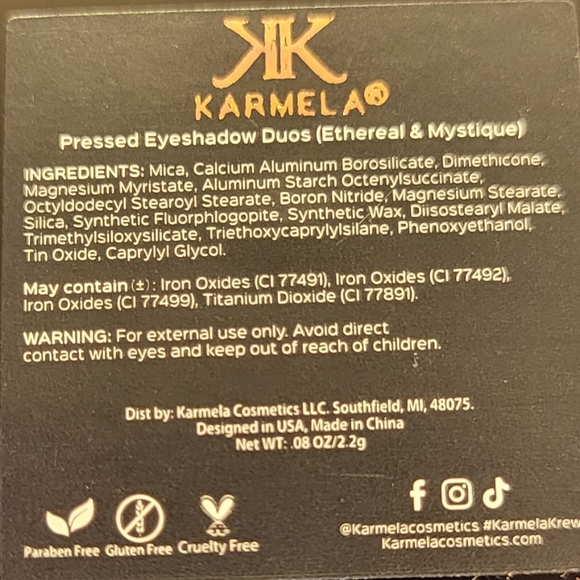 KK
KARMELA®
Pressed Eyeshadow Duos (Ethereal & Mystique)
INGREDIENTS: Mica, Calcium Aluminum Borosilicate, Dimethicone,
Magnesium Myristate, Aluminum Starch Octenylsuccinate,
Octyldodecyl Stearoyl Stearate, Boron Nitride, Magnesium Stearate,
Silica, Synthetic Fluorphlogopite, Synthetic Wax, Diisostearyl Malate,
Trimethylsiloxysilicate, Triethoxycaprylylsilane, Phenoxyethanol,
Tin Oxide, Caprylyl Glycol.
May contain (±): Iron Oxides (CI 77491), Iron Oxides (CI 77492),
Iron Oxides (CI 77499), Titanium Dioxide (CI 77891).
WARNING: For external use only. Avoid direct
contact with eyes and keep out of reach of children.
Dist by: Karmela Cosmetics LLC. Southfield, MI, 48075.
Designed in USA, Made in China
Net WT: .08 OZ/2.2g
Paraben Free Gluten Free Cruelty Free
@Karmelacosmetics #KarmelaKrew
Karmelacosmetics.com